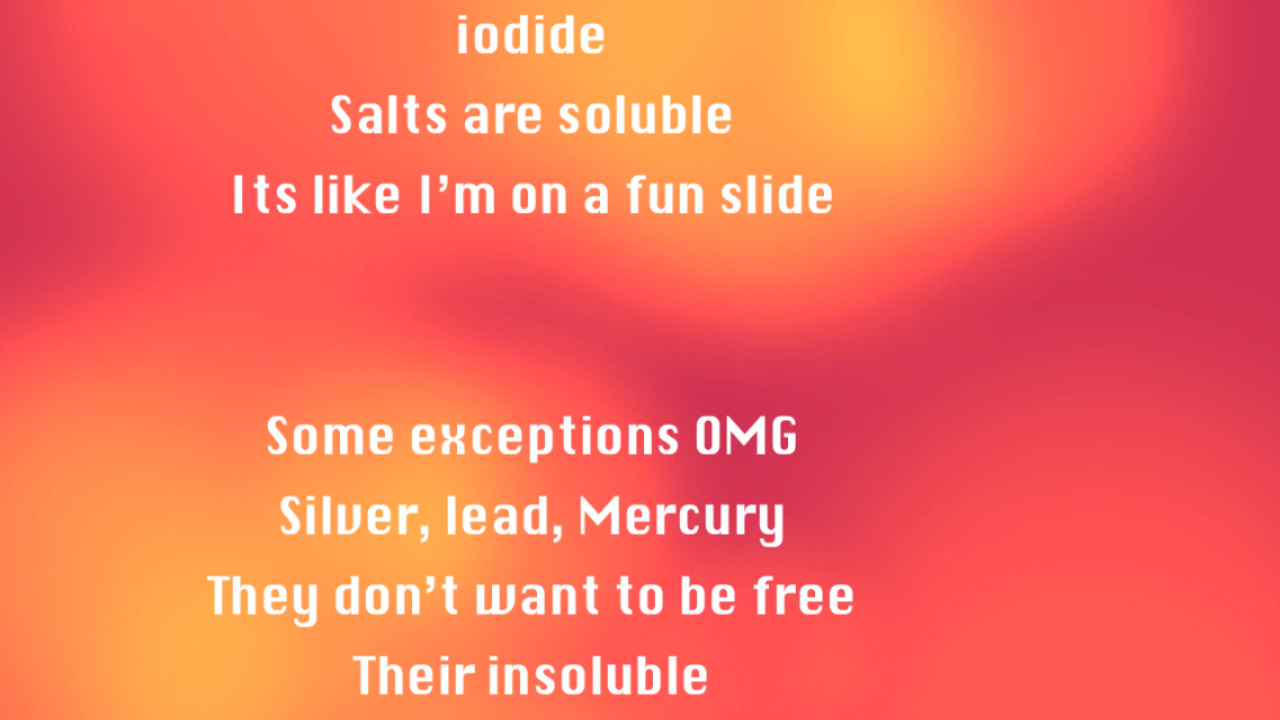 iodide
Salts are soluble
Its like I'm on a fun slide
Some exceptions OMG
Silver, lead, Mercury
They don't want to be free
Their insoluble